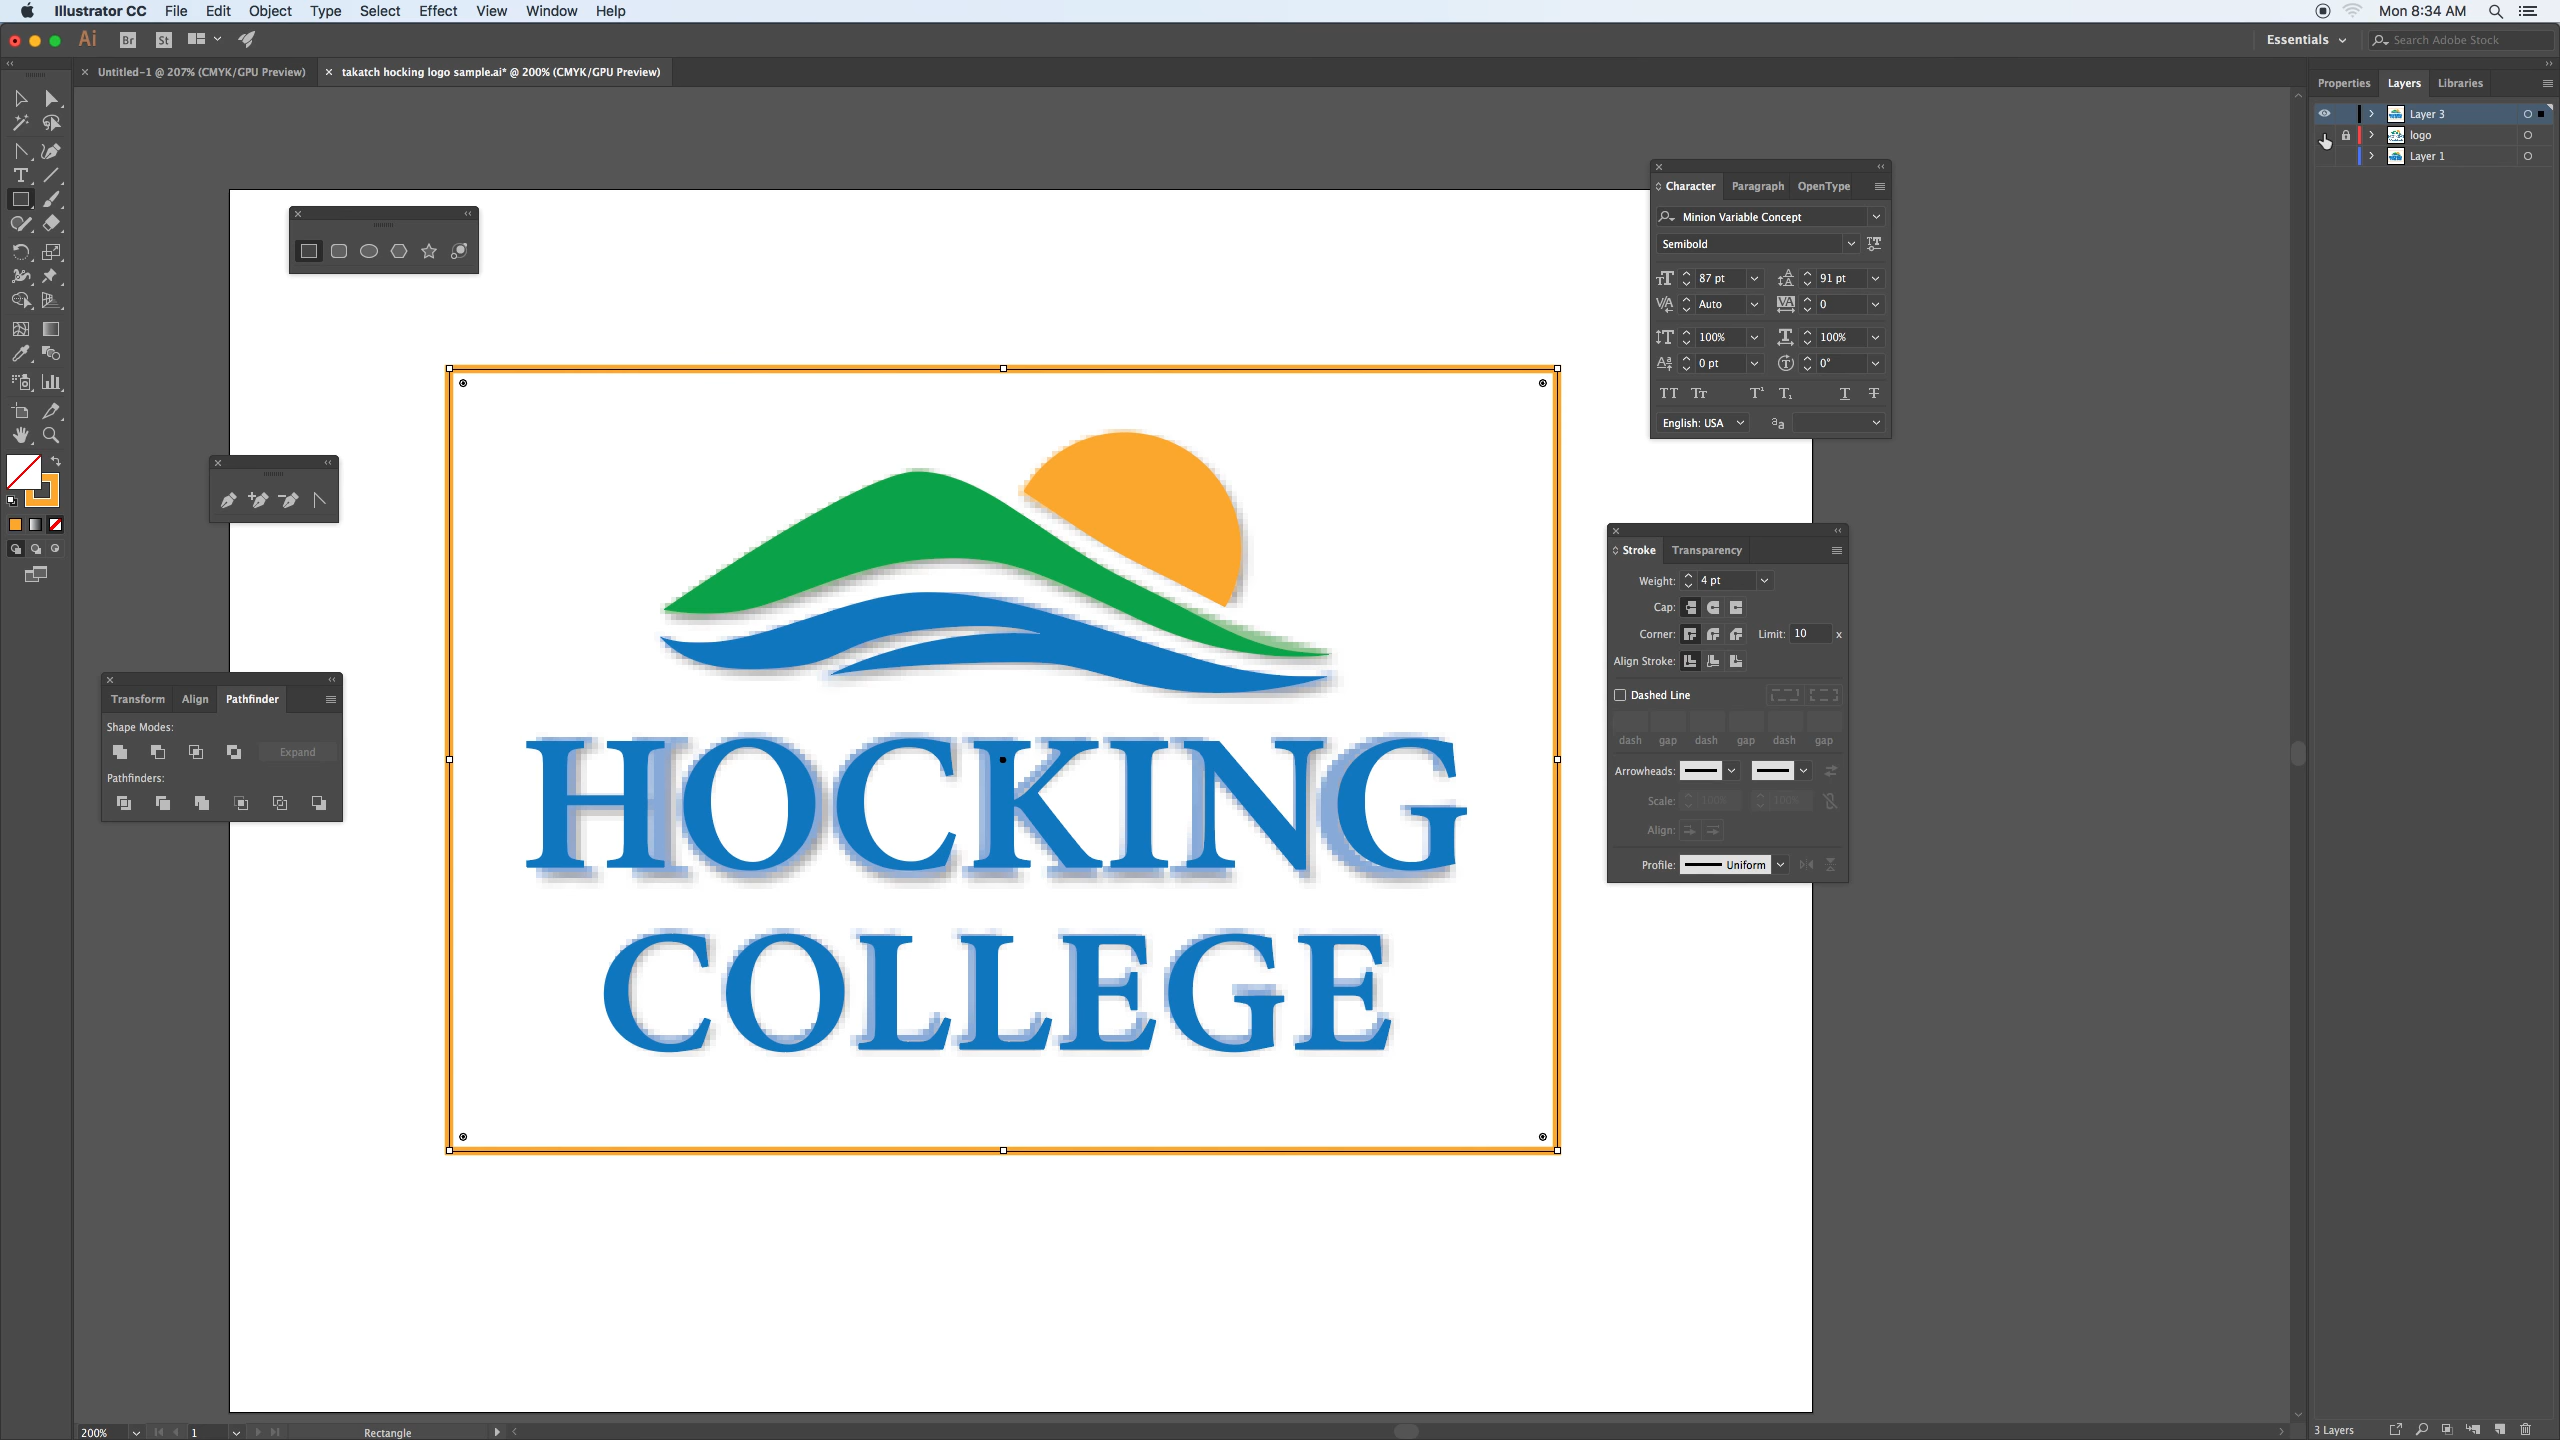 Illustrator CC File Edit Object Type Select Effect View Window Help Mon 8:34 AM
Ai Br St Essentials Search Adobe Stock
Untitled-1 @ 207% (CMYK/GPU Preview) takatch hocking logo sample.ai* @ 200% (CMYK/GPU Preview)
Properties Layers Libraries
Layer 3
logo
Layer 1
Character Paragraph OpenType
Minion Variable Concept
Semibold
87 pt 91 pt
Auto 0
100% 100%
0 pt 0°
English: USA
Stroke Transparency
Weight: 4 pt
Cap:
Corner: Limit: 10 x
Align Stroke:
Dashed Line
dash gap dash gap dash gap
Arrowheads:
Scale: 100% 100%
Align:
Profile: Uniform
Transform Align Pathfinder
Shape Modes:
Expand
Pathfinders:
HOCKING
COLLEGE
200% 1 Rectangle
3 Layers